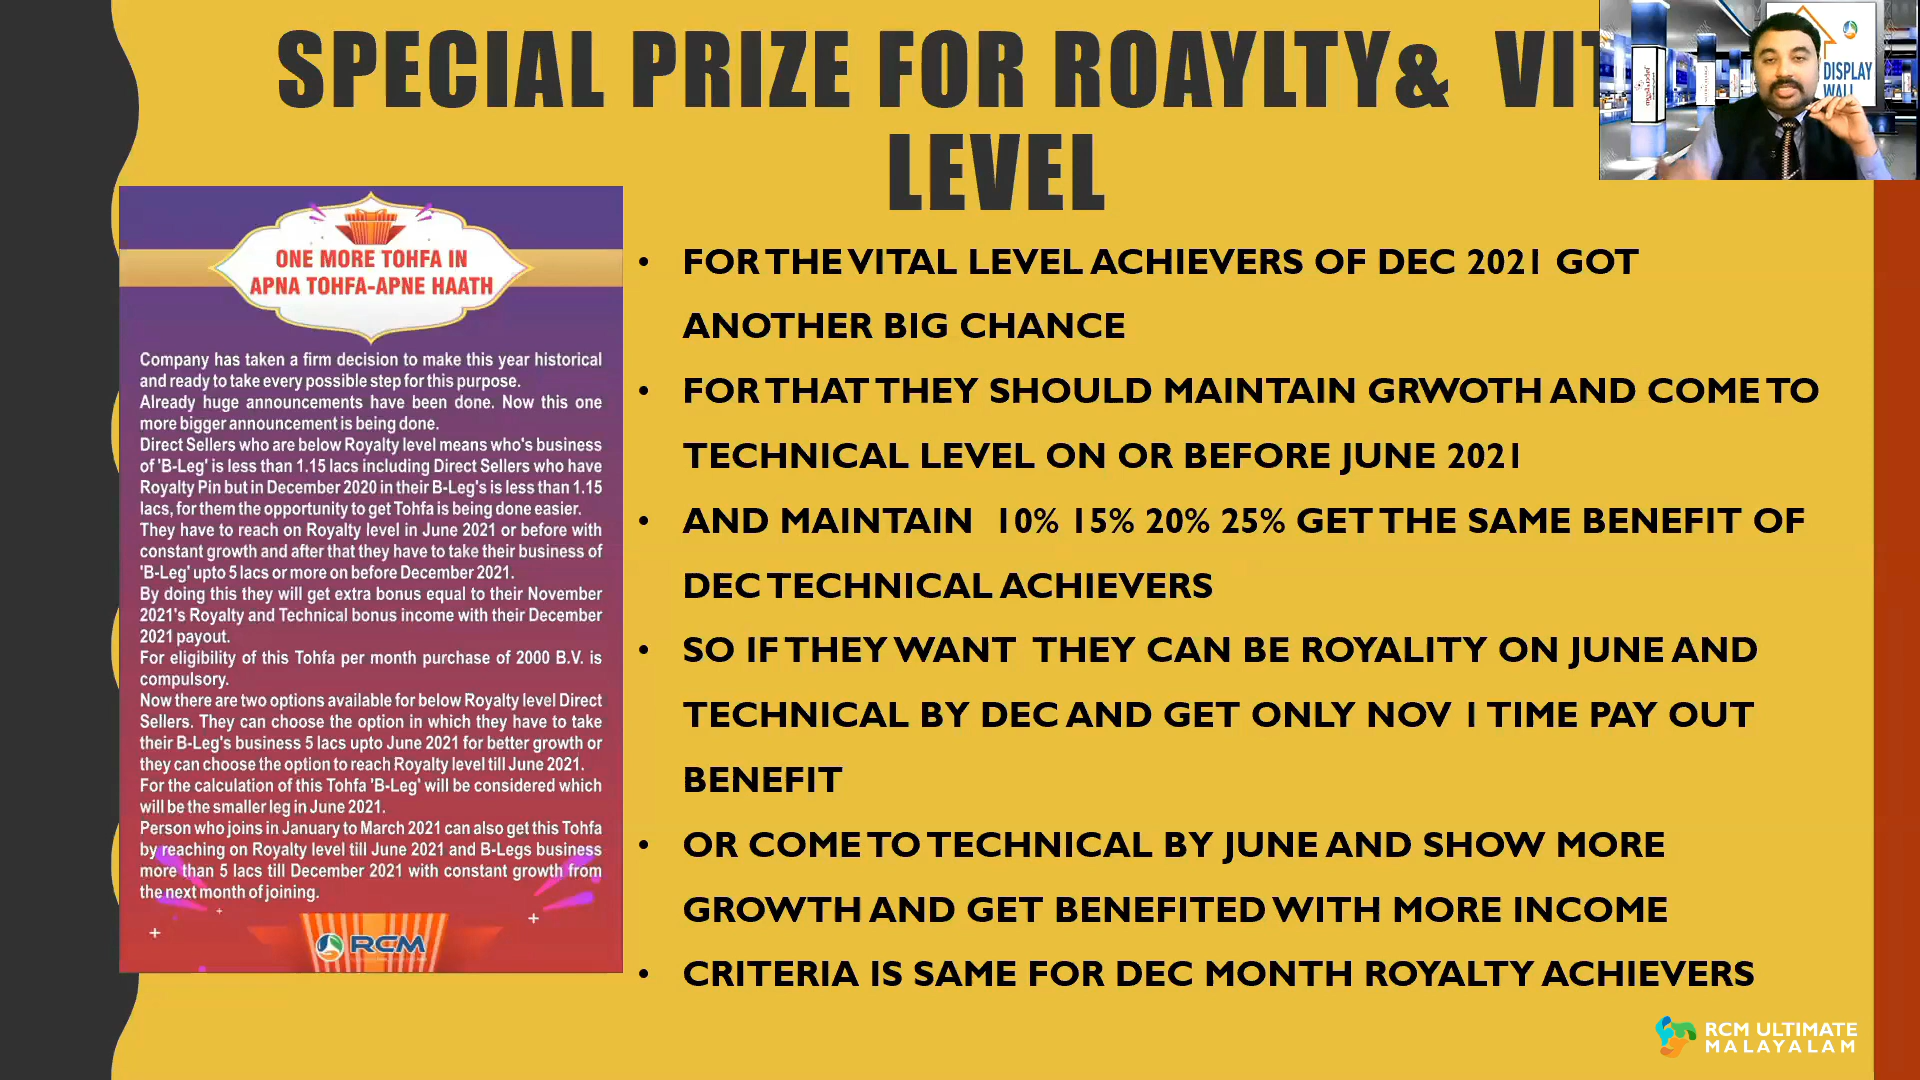 SPECIAL PRIZE FOR ROAYLTY& VIT
LEVEL
DISPLAY
WALL
ONE MORE TOHFA IN
APNA TOHFA-APNE HAATH
Company has taken a firm decision to make this year historical
and ready to take every possible step for this purpose.
Already huge announcements have been done. Now this one
more bigger announcement is being done.
Direct Sellers who are below Royalty level means who's business
of 'B-Leg' is less than 1.15 lacs including Direct Sellers who have
Royalty Pin but in December 2020 in their B-Leg's is less than 1.15
lacs, for them the opportunity to get Tohfa is being done easier.
They have to reach on Royalty level in June 2021 or before with
constant growth and after that they have to take their business of
'B-Leg' upto 5 lacs or more on before December 2021.
By doing this they will get extra bonus equal to their November
2021's Royalty and Technical bonus income with their December
2021 payout.
For eligibility of this Tohfa per month purchase of 2000 B.V. is
compulsory.
Now there are two options available for below Royalty level Direct
Sellers. They can choose the option in which they have to take
their B-Leg's business 5 lacs upto June 2021 for better growth or
they can choose the option to reach Royalty level till June 2021.
For the calculation of this Tohfa 'B-Leg' will be considered which
will be the smaller leg in June 2021.
Person who joins in January to March 2021 can also get this Tohfa
by reaching on Royalty level till June 2021 and B-Legs business
more than 5 lacs till December 2021 with constant growth from
the next month of joining.
RCM
• FOR THE VITAL LEVEL ACHIEVERS OF DEC 2021 GOT
ANOTHER BIG CHANCE
• FOR THAT THEY SHOULD MAINTAIN GRWOTH AND COME TO
TECHNICAL LEVEL ON OR BEFORE JUNE 2021
• AND MAINTAIN 10% 15% 20% 25% GET THE SAME BENEFIT OF
DEC TECHNICAL ACHIEVERS
• SO IF THEY WANT THEY CAN BE ROYALITY ON JUNE AND
TECHNICAL BY DEC AND GET ONLY NOV 1 TIME PAY OUT
BENEFIT
• OR COME TO TECHNICAL BY JUNE AND SHOW MORE
GROWTH AND GET BENEFITED WITH MORE INCOME
• CRITERIA IS SAME FOR DEC MONTH ROYALTY ACHIEVERS
RCM ULTIMATE
MALAYALAM